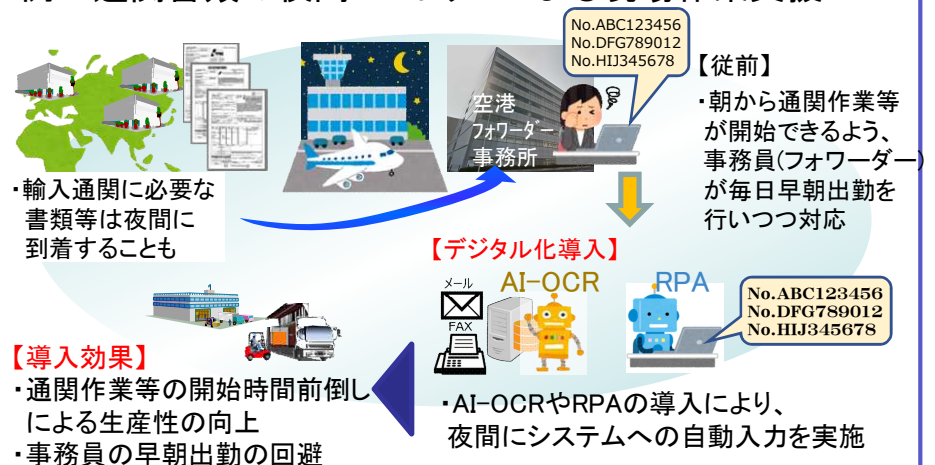 No.ABC123456
No.DFG789012
No.HIJ345678
空港
フォワーダー
事務所
【従前】
・朝から通関作業等
が開始できるよう、
事務員(フォワーダー)
が毎日早朝出勤を
行いつつ対応
・輸入通関に必要な
書類等は夜間に
到着することも
【デジタル化導入】
メール
FAX
AI-OCR
RPA
No.ABC123456
No.DFG789012
No.HIJ345678
・AI-OCRやRPAの導入により、
夜間にシステムへの自動入力を実施
【導入効果】
・通関作業等の開始時間前倒し
による生産性の向上
・事務員の早朝出勤の回避